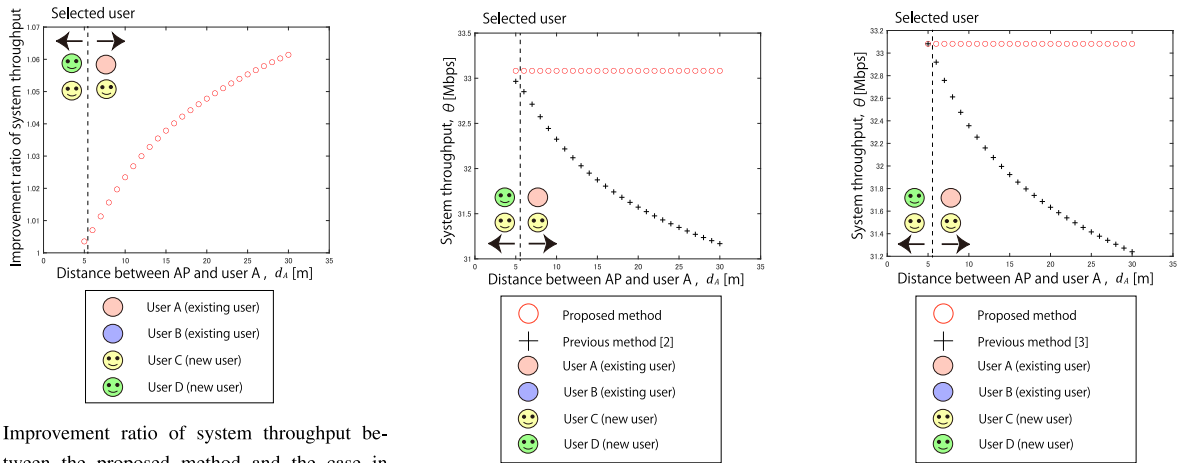 Selected user
Improvement ratio of system throughput
1.07
1.06
1.05
1.04
1.03
1.02
1.01
1
0 5 10 15 20 25 30 35
Distance between AP and user A , d_A [m]
User A (existing user)
User B (existing user)
User C (new user)
User D (new user)
Improvement ratio of system throughput be-
tween the proposed method and the case in
Selected user
System throughput, θ [Mbps]
33.5
33
32.5
32
31.5
31
0 5 10 15 20 25 30 35
Distance between AP and user A , d_A [m]
Proposed method
Previous method [2]
User A (existing user)
User B (existing user)
User C (new user)
User D (new user)
Selected user
System throughput, θ [Mbps]
33.2
33
32.8
32.6
32.4
32.2
32
31.8
31.6
31.4
31.2
0 5 10 15 20 25 30 35
Distance between AP and user A , d_A [m]
Proposed method
Previous method [3]
User A (existing user)
User B (existing user)
User C (new user)
User D (new user)